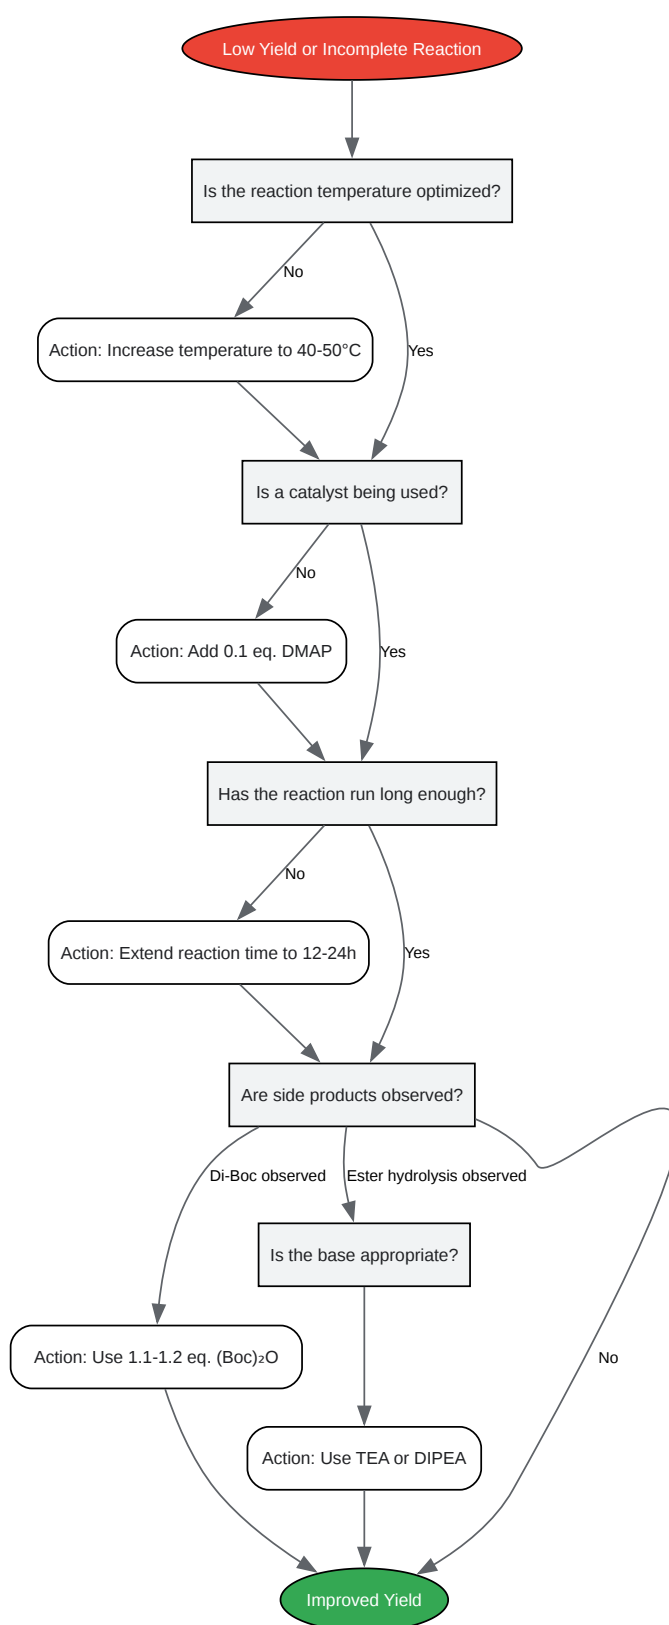 Low Yield or Incomplete Reaction
Is the reaction temperature optimized?
No
Action: Increase temperature to 40-50°C
Yes
Is a catalyst being used?
No
Action: Add 0.1 eq. DMAP
Yes
Has the reaction run long enough?
No
Action: Extend reaction time to 12-24h
Yes
Are side products observed?
Di-Boc observed
Ester hydrolysis observed
Is the base appropriate?
Action: Use 1.1-1.2 eq. (Boc)₂O
No
Action: Use TEA or DIPEA
Improved Yield